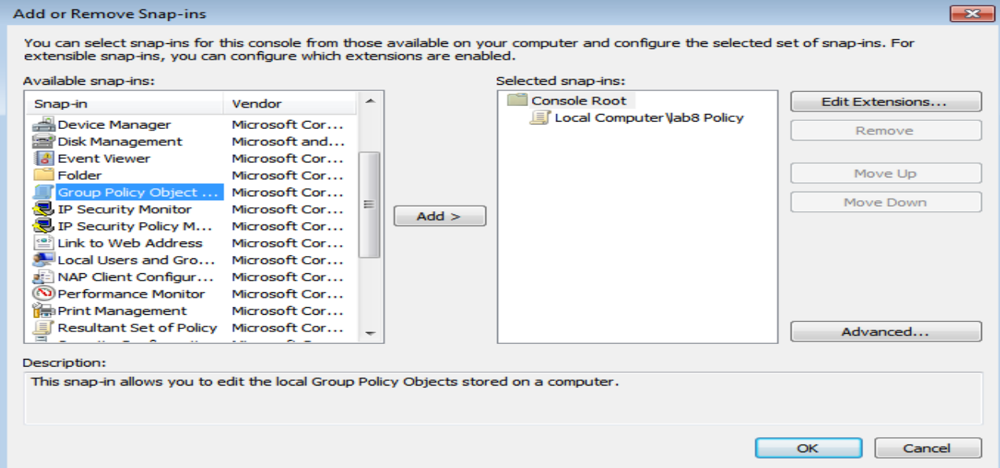 Add or Remove Snap-ins
You can select snap-ins for this console from those available on your computer and configure the selected set of snap-ins. For
extensible snap-ins, you can configure which extensions are enabled.
Available snap-ins:
Snap-in Vendor
Device Manager Microsoft Cor...
Disk Management Microsoft and...
Event Viewer Microsoft Cor...
Folder Microsoft Cor...
Group Policy Object ... Microsoft Cor...
IP Security Monitor Microsoft Cor...
IP Security Policy M... Microsoft Cor...
Link to Web Address Microsoft Cor...
Local Users and Gro... Microsoft Cor...
NAP Client Configur... Microsoft Cor...
Performance Monitor Microsoft Cor...
Print Management Microsoft Cor...
Resultant Set of Policy Microsoft Cor...
Add >
Selected snap-ins:
Console Root
Local Computer\lab8 Policy
Edit Extensions...
Remove
Move Up
Move Down
Advanced...
Description:
This snap-in allows you to edit the local Group Policy Objects stored on a computer.
OK
Cancel